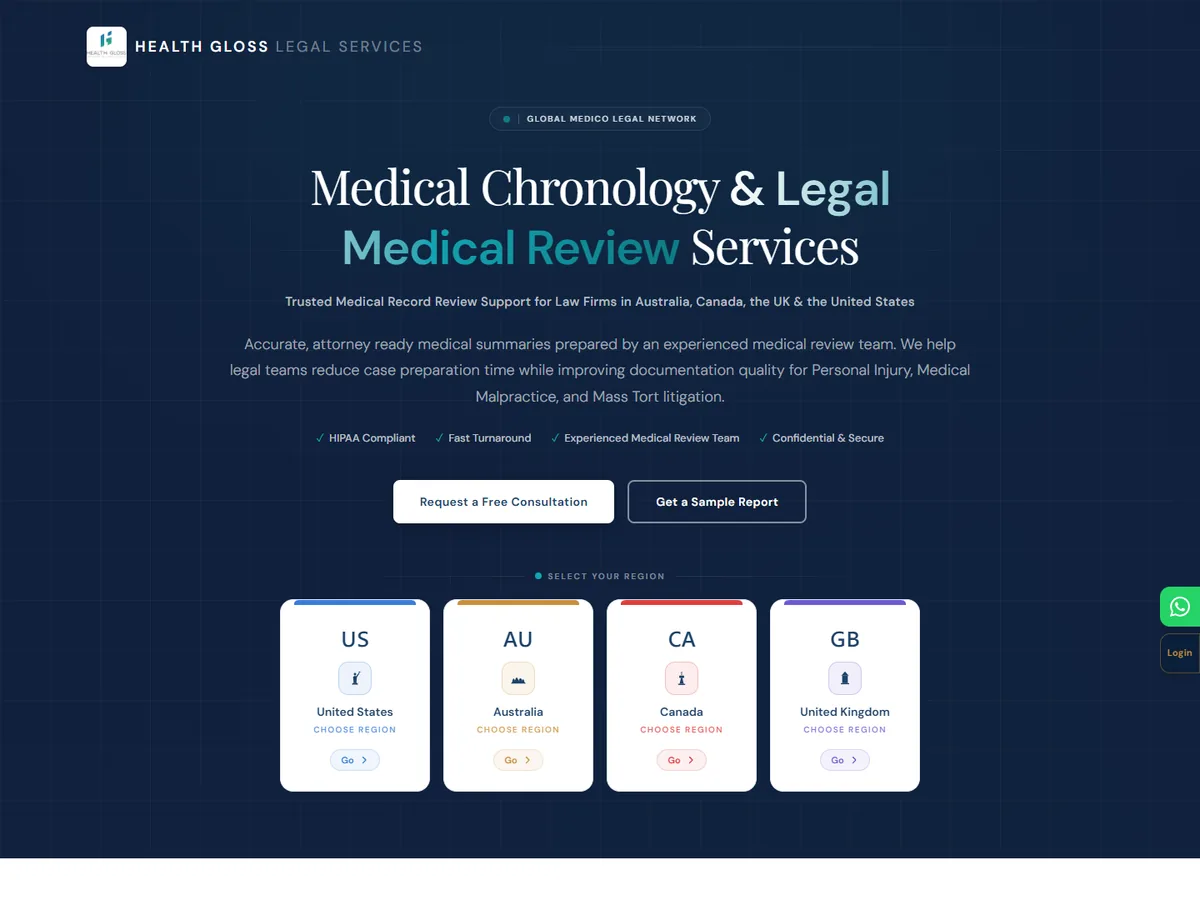 HEALTH GLOSS
HEALTH GLOSS LEGAL SERVICES
GLOBAL MEDICO LEGAL NETWORK
Medical Chronology & Legal
Medical Review Services
Trusted Medical Record Review Support for Law Firms in Australia, Canada, the UK & the United States
Accurate, attorney ready medical summaries prepared by an experienced medical review team. We help
legal teams reduce case preparation time while improving documentation quality for Personal Injury, Medical
Malpractice, and Mass Tort litigation.
✓ HIPAA Compliant ✓ Fast Turnaround ✓ Experienced Medical Review Team ✓ Confidential & Secure
Request a Free Consultation Get a Sample Report
SELECT YOUR REGION
US AU CA GB
United States Australia Canada United Kingdom
CHOOSE REGION CHOOSE REGION CHOOSE REGION CHOOSE REGION
Go Go Go Go
Login